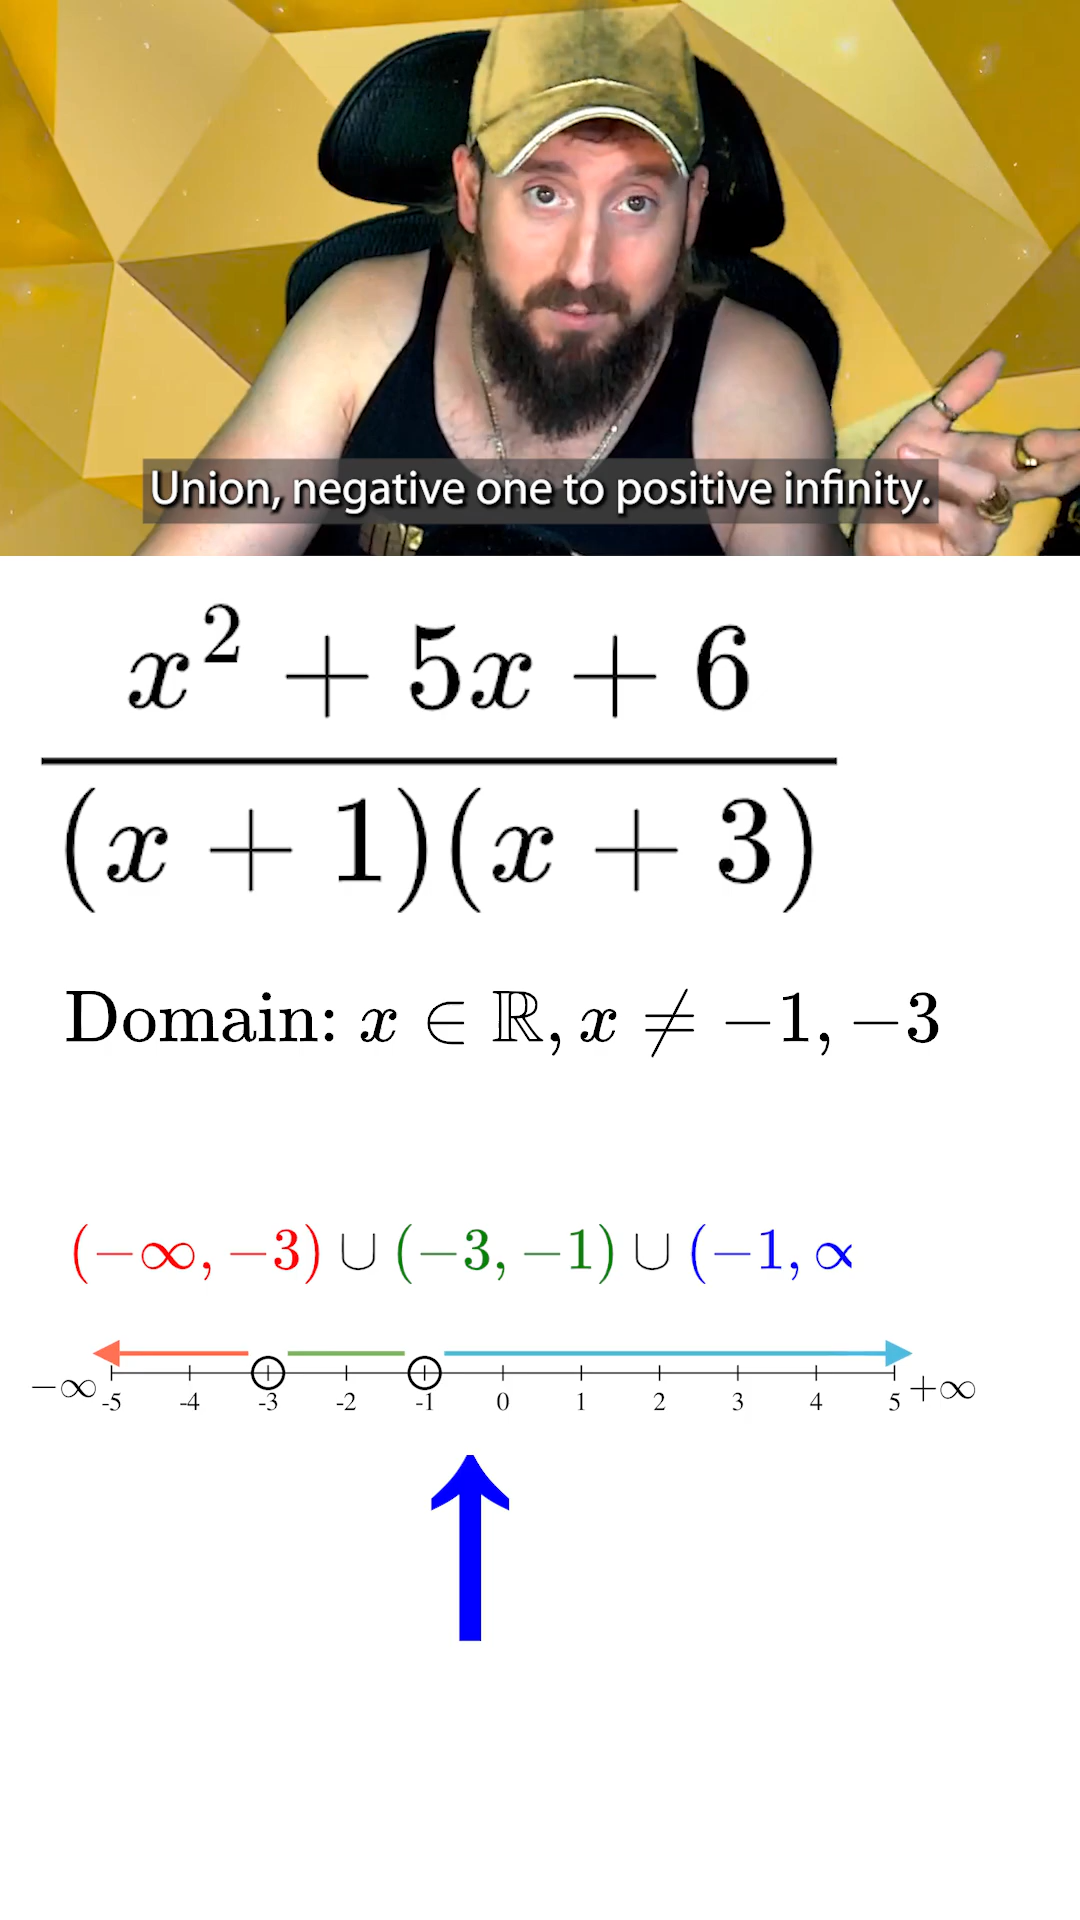 Union, negative one to positive infinity.
x² + 5x + 6
(x + 1)(x + 3)
Domain: x ∈ ℝ, x ≠ −1, −3
(−∞, −3) ∪ (−3, −1) ∪ (−1, ∝
−∞ -5 -4 -3 -2 -1 0 1 2 3 4 5 +∞